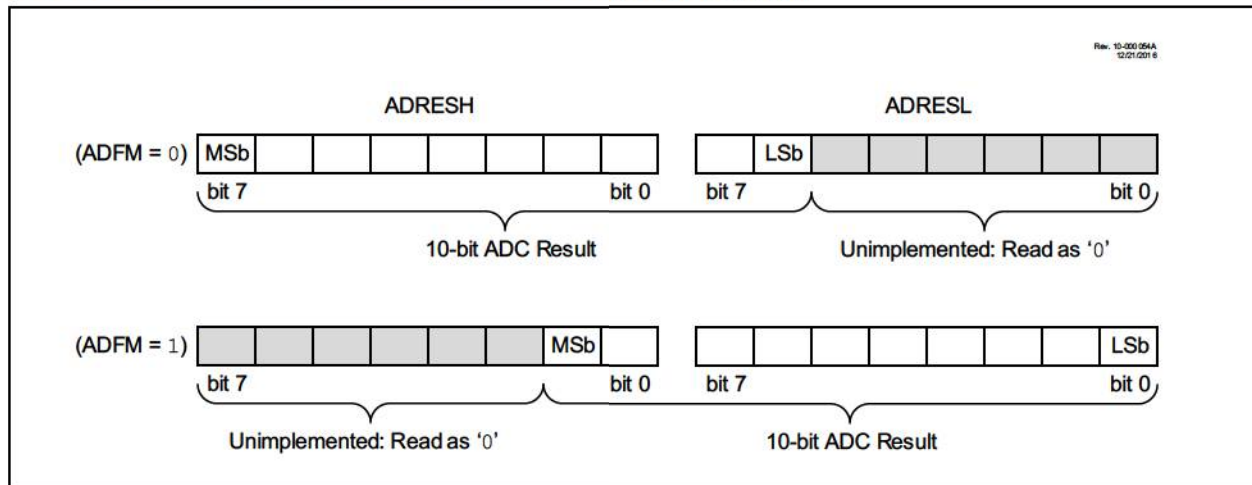 Rev. 10-000 054A
12/21/2016
ADRESH ADRESL
(ADFM = 0) MSb LSb
bit 7 bit 0 bit 7 bit 0
10-bit ADC Result Unimplemented: Read as ‘0’
(ADFM = 1) MSb LSb
bit 7 bit 0 bit 7 bit 0
Unimplemented: Read as ‘0’ 10-bit ADC Result